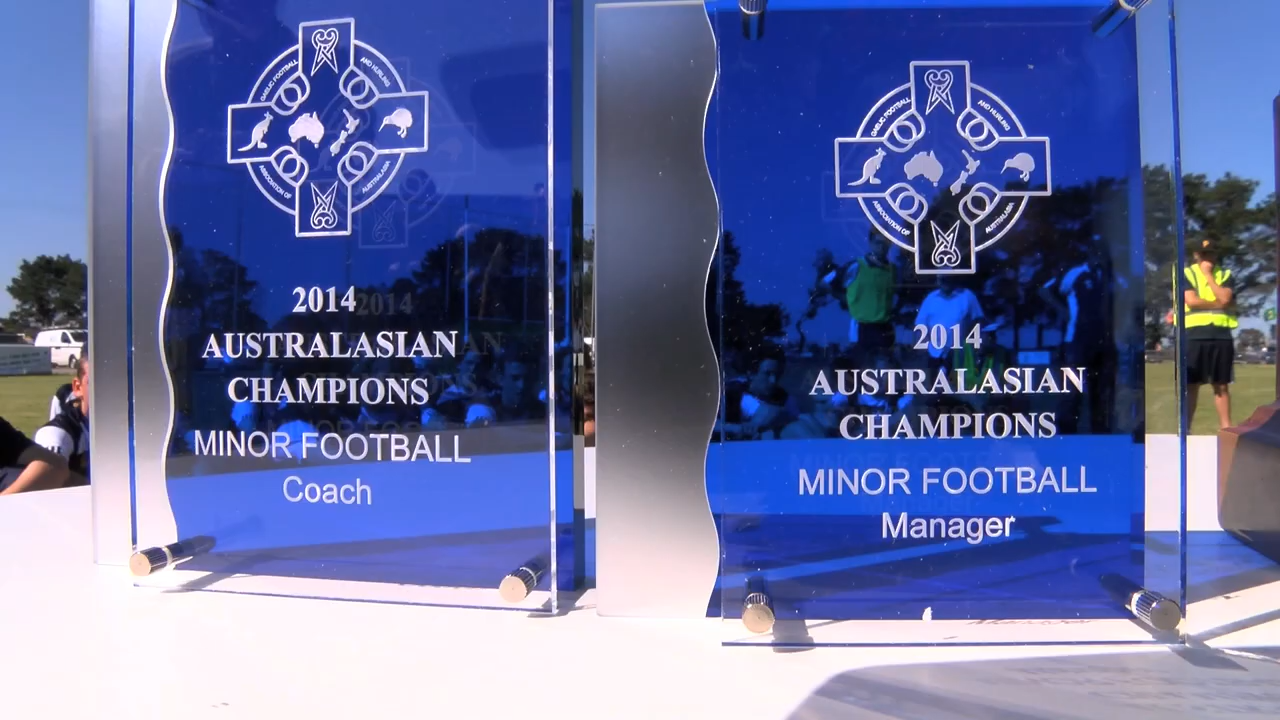 GAELIC FOOTBALL
AND HURLING
ASSOCIATION OF
AUSTRALASIA
2014
AUSTRALASIAN
CHAMPIONS
MINOR FOOTBALL
Coach
GAELIC FOOTBALL
AND HURLING
ASSOCIATION OF
AUSTRALASIA
2014
AUSTRALASIAN
CHAMPIONS
MINOR FOOTBALL
Manager